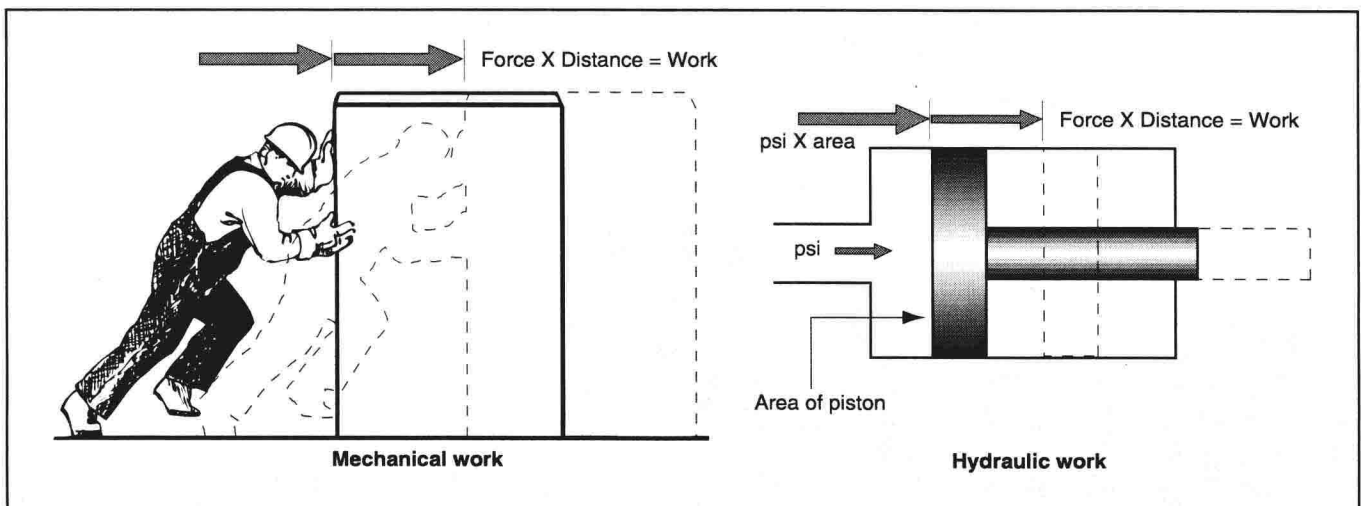 Force X Distance = Work
Mechanical work
Force X Distance = Work
psi X area
psi
Area of piston
Hydraulic work